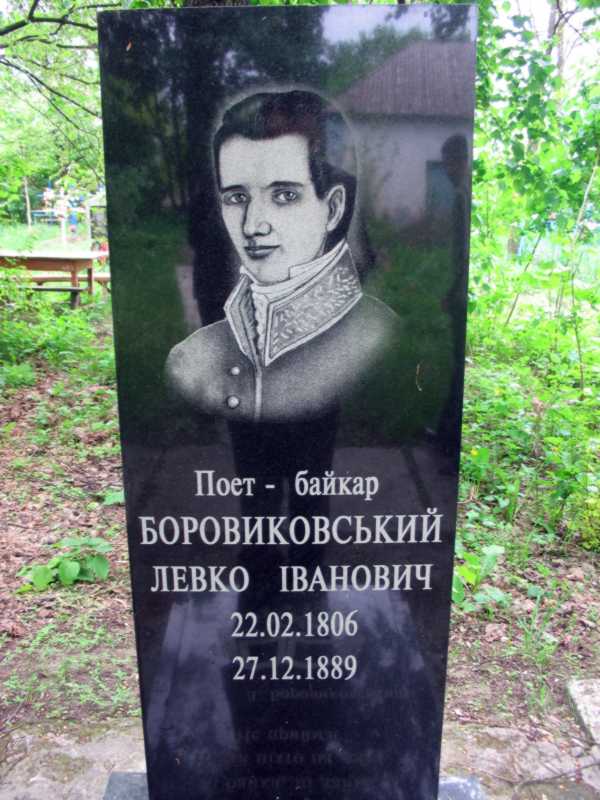 Поет - байкар
БОРОВИКОВСЬКИЙ
ЛЕВКО ІВАНОВИЧ
22.02.1806
27.12.1889